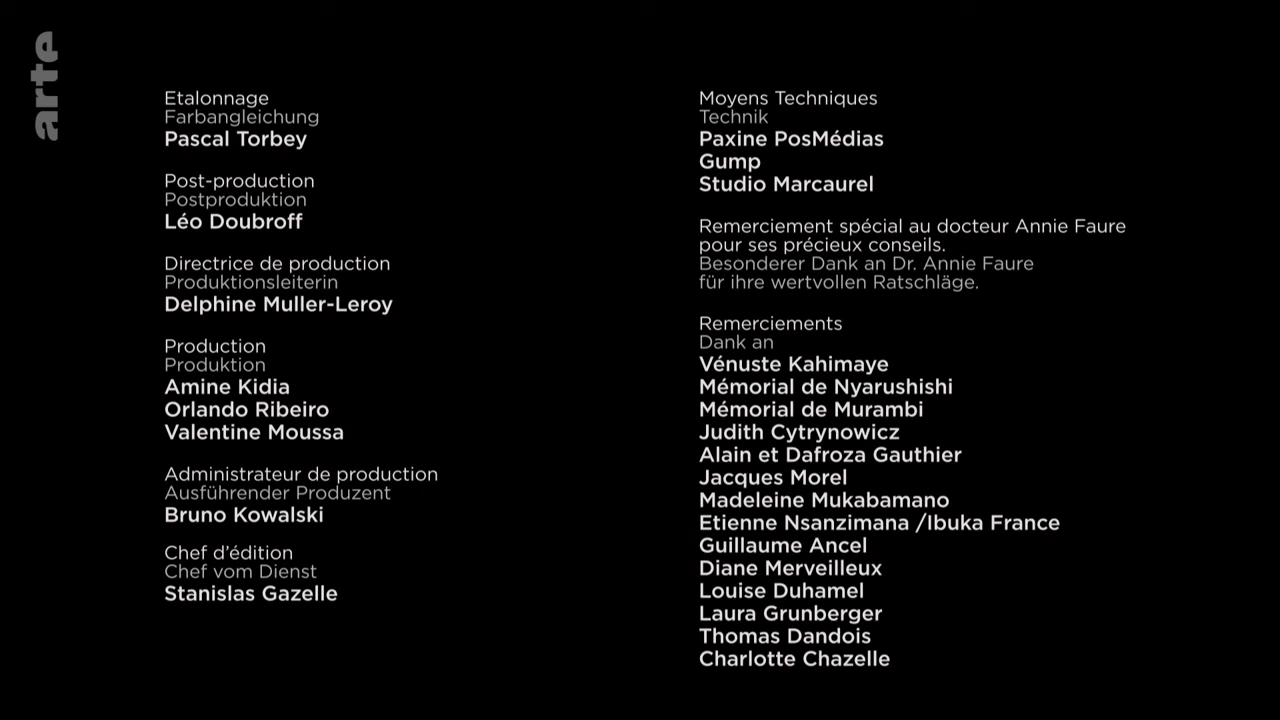 arte
Etalonnage
Farbangleichung
Pascal Torbey
Post-production
Postproduktion
Léo Doubroff
Directrice de production
Produktionsleiterin
Delphine Muller-Leroy
Production
Produktion
Amine Kidia
Orlando Ribeiro
Valentine Moussa
Administrateur de production
Ausführender Produzent
Bruno Kowalski
Chef d'édition
Chef vom Dienst
Stanislas Gazelle
Moyens Techniques
Technik
Paxine PosMédias
Gump
Studio Marcaurel
Remerciement spécial au docteur Annie Faure
pour ses précieux conseils.
Besonderer Dank an Dr. Annie Faure
für ihre wertvollen Ratschläge.
Remerciements
Dank an
Vénuste Kahimaye
Mémorial de Nyarushishi
Mémorial de Murambi
Judith Cytrynowicz
Alain et Dafroza Gauthier
Jacques Morel
Madeleine Mukabamano
Etienne Nsanzimana /Ibuka France
Guillaume Ancel
Diane Merveilleux
Louise Duhamel
Laura Grunberger
Thomas Dandois
Charlotte Chazelle